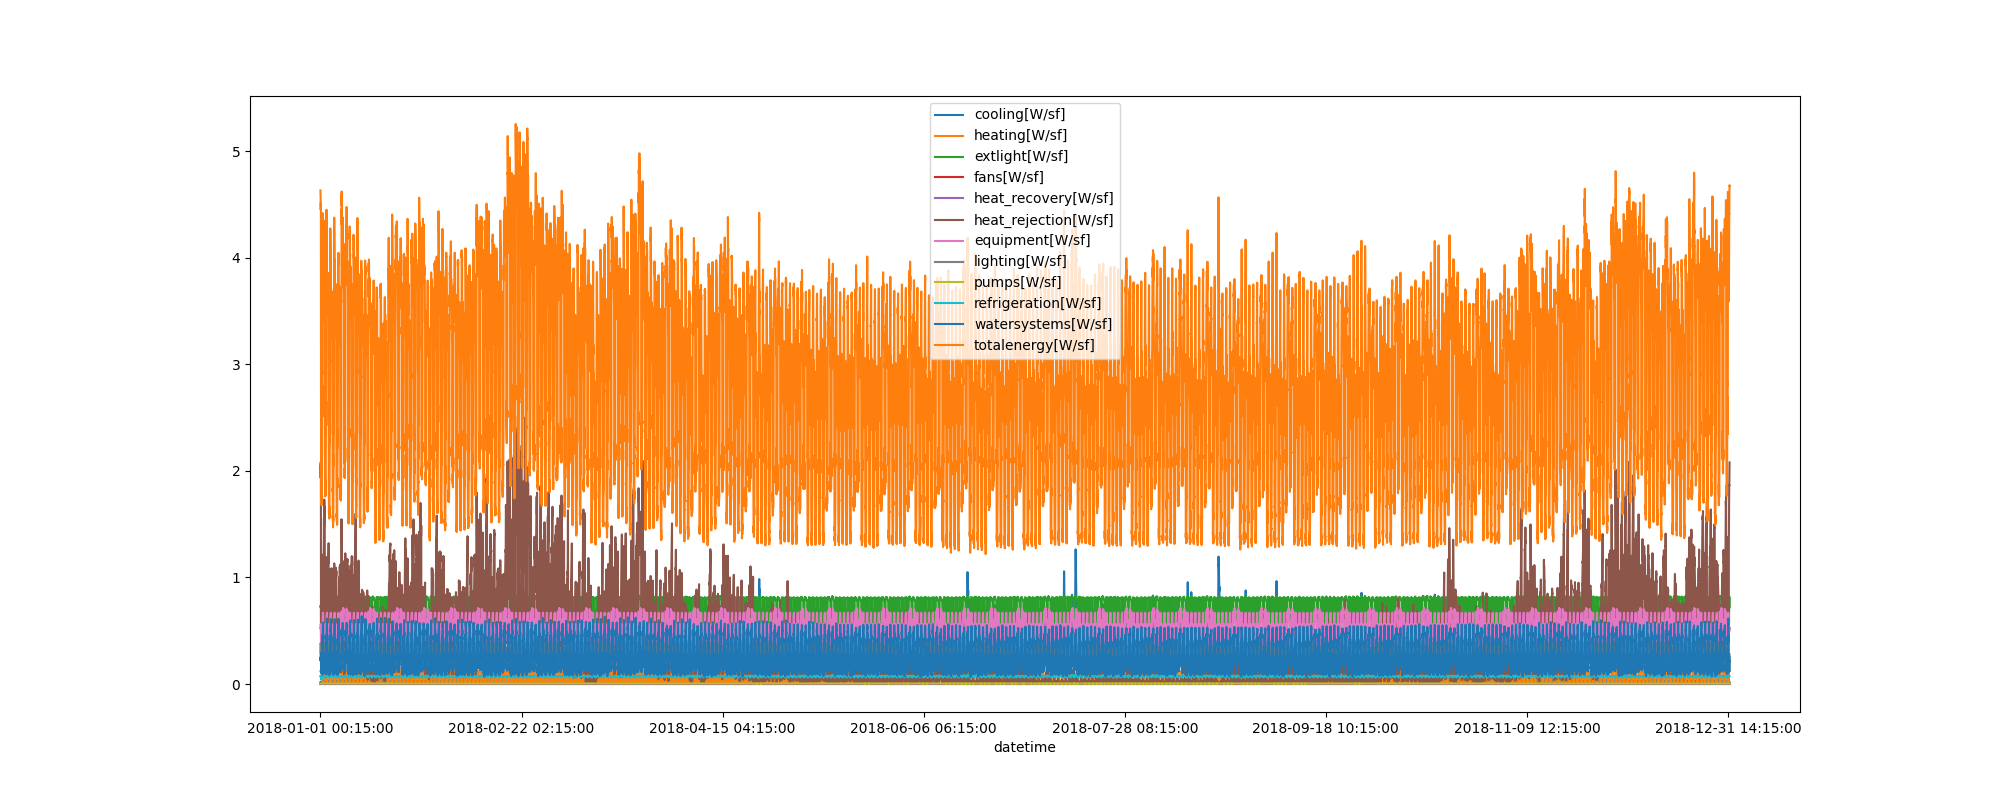 cooling[W/sf]
heating[W/sf]
extlight[W/sf]
fans[W/sf]
heat_recovery[W/sf]
heat_rejection[W/sf]
equipment[W/sf]
lighting[W/sf]
pumps[W/sf]
refrigeration[W/sf]
watersystems[W/sf]
totalenergy[W/sf]
5
4
3
2
1
0
2018-01-01 00:15:00 2018-02-22 02:15:00 2018-04-15 04:15:00 2018-06-06 06:15:00 2018-07-28 08:15:00 2018-09-18 10:15:00 2018-11-09 12:15:00 2018-12-31 14:15:00
datetime